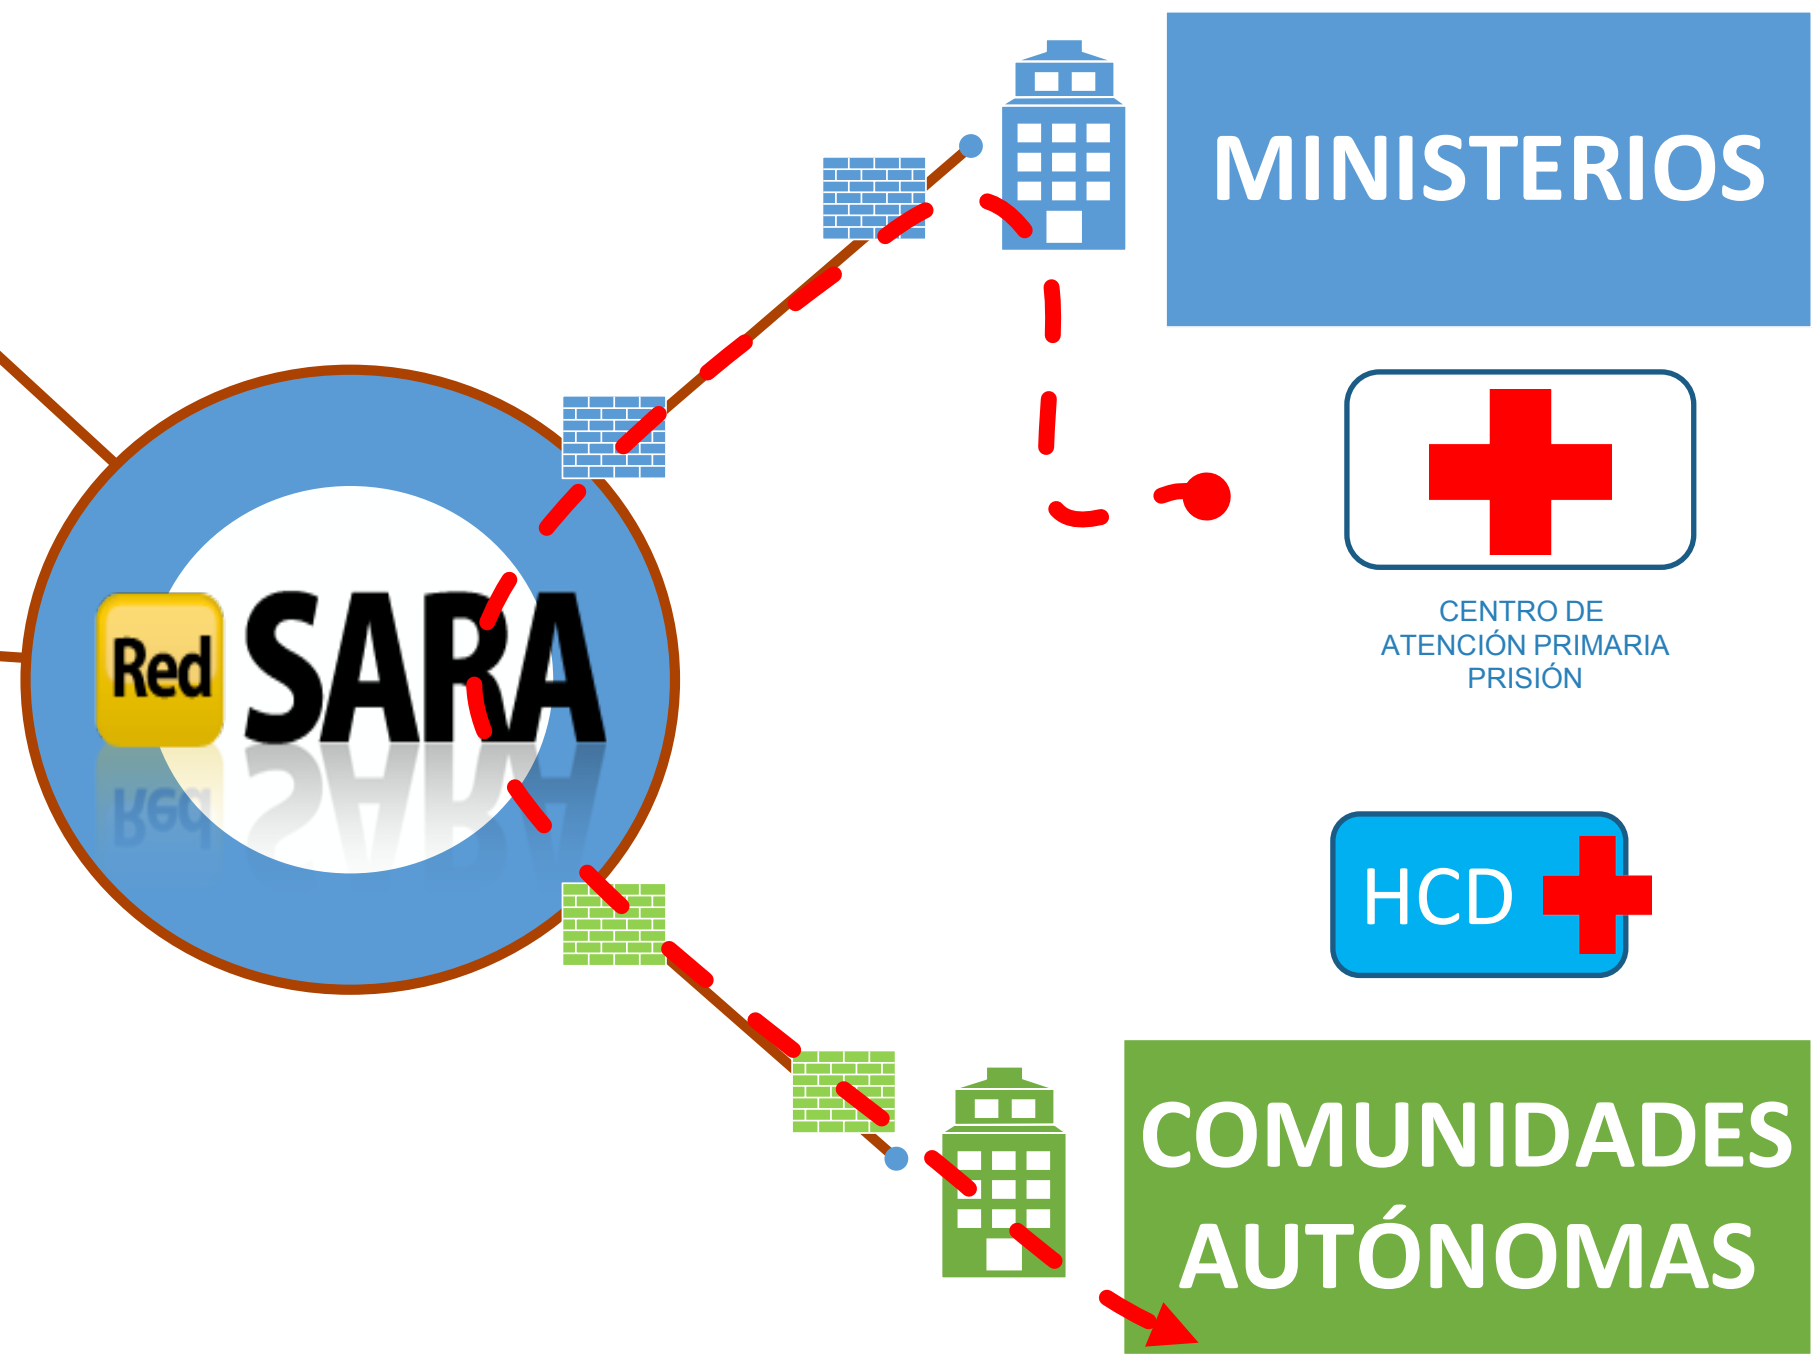 MINISTERIOS
CENTRO DE
ATENCIÓN PRIMARIA
PRISIÓN
Red SARA
HCD
COMUNIDADES
AUTÓNOMAS